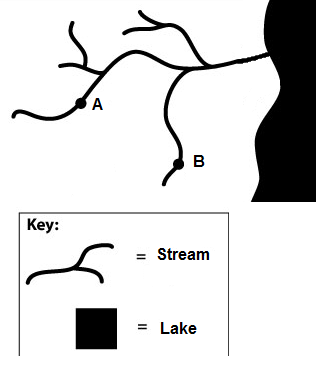 A
B
Key:
= Stream
= Lake